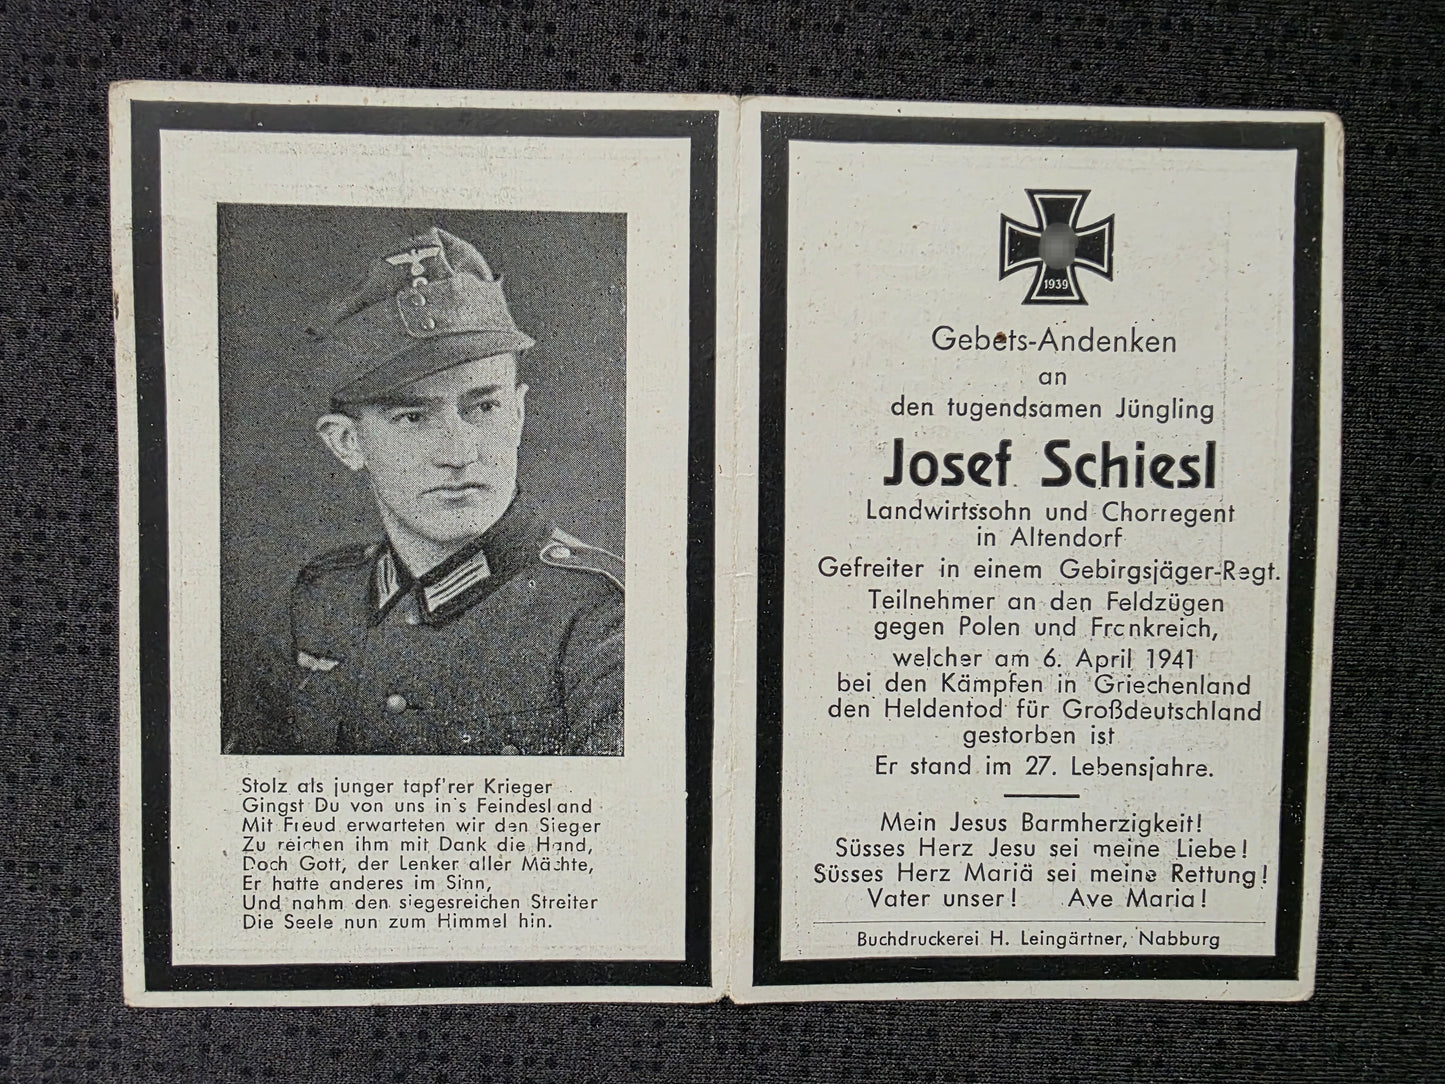 Stolz als junger tapf'rer Krieger
Gingst Du von uns in's Feindesland
Mit Freud erwarteten wir den Sieger
Zu reichen ihm mit Dank die Hand,
Doch Gott, der Lenker aller Mächte,
Er hatte anderes im Sinn,
Und nahm den siegesreichen Streiter
Die Seele nun zum Himmel hin.
1939
Gebets-Andenken
an
den tugendsamen Jüngling
Josef Schiesl
Landwirtssohn und Chorregent
in Altendorf
Gefreiter in einem Gebirgsjäger-Regt.
Teilnehmer an den Feldzügen
gegen Polen und Frankreich,
welcher am 6. April 1941
bei den Kämpfen in Griechenland
den Heldentod für Großdeutschland
gestorben ist
Er stand im 27. Lebensjahre.
Mein Jesus Barmherzigkeit!
Süsses Herz Jesu sei meine Liebe!
Süsses Herz Mariä sei meine Rettung!
Vater unser! Ave Maria!
Buchdruckerei H. Leingärtner, Nabburg